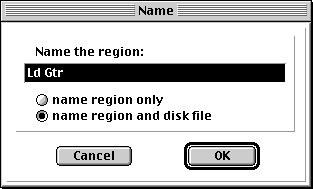 Name
Name the region:
Ld Gtr
name region only
name region and disk file
Cancel
OK